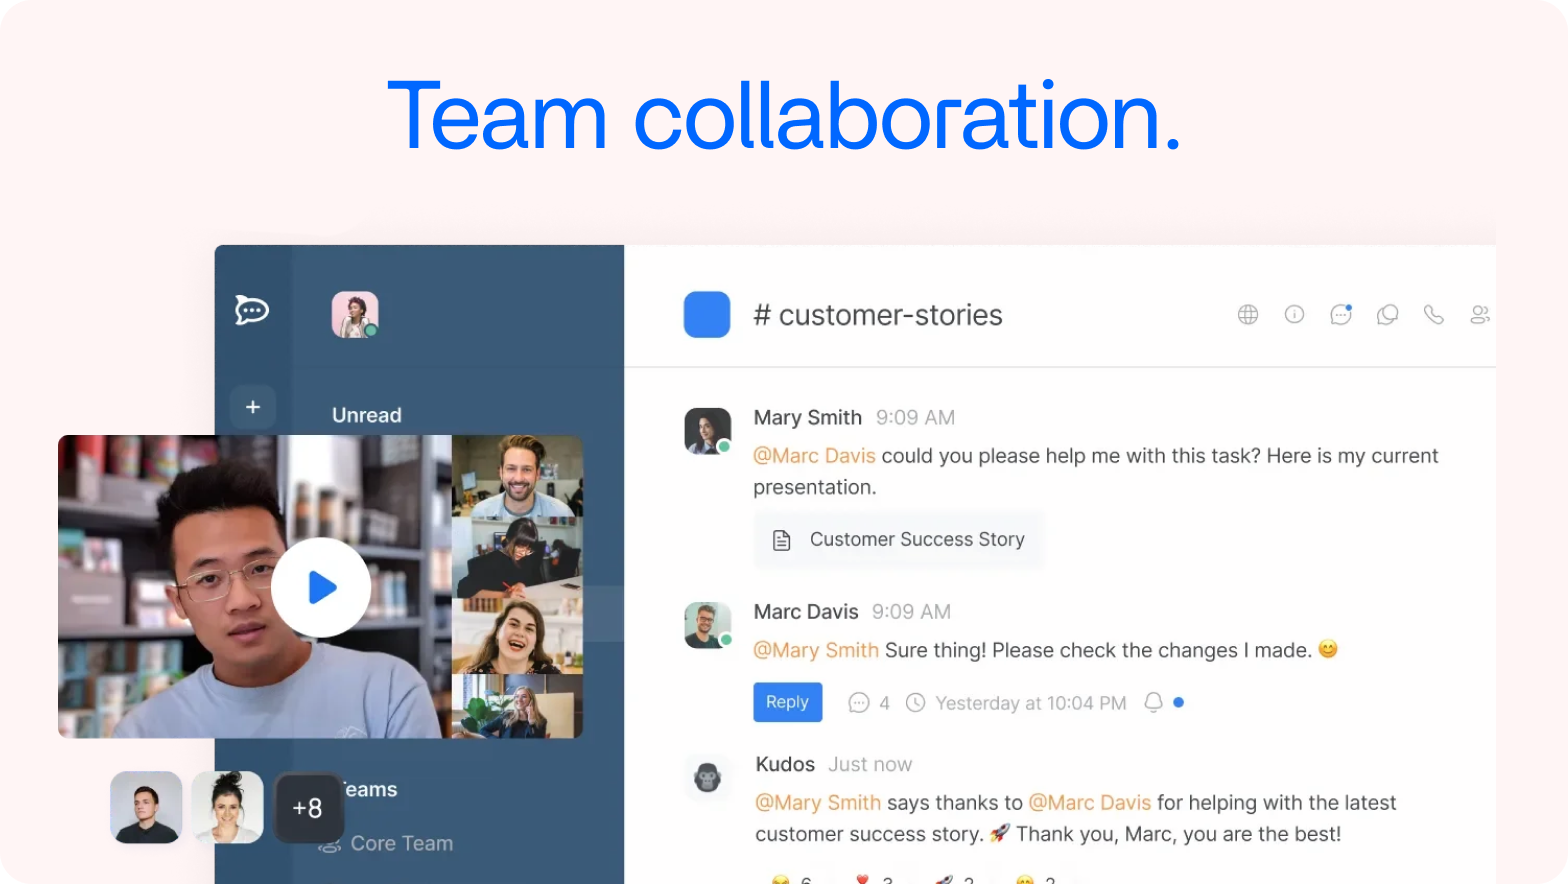 Team collaboration.
# customer-stories
+
Unread
Mary Smith 9:09 AM
@Marc Davis could you please help me with this task? Here is my current
presentation.
Customer Success Story
Marc Davis 9:09 AM
@Mary Smith Sure thing! Please check the changes I made. 😊
Reply 4 Yesterday at 10:04 PM
Kudos Just now
@Mary Smith says thanks to @Marc Davis for helping with the latest
customer success story. 🚀 Thank you, Marc, you are the best!
+8
Core Team